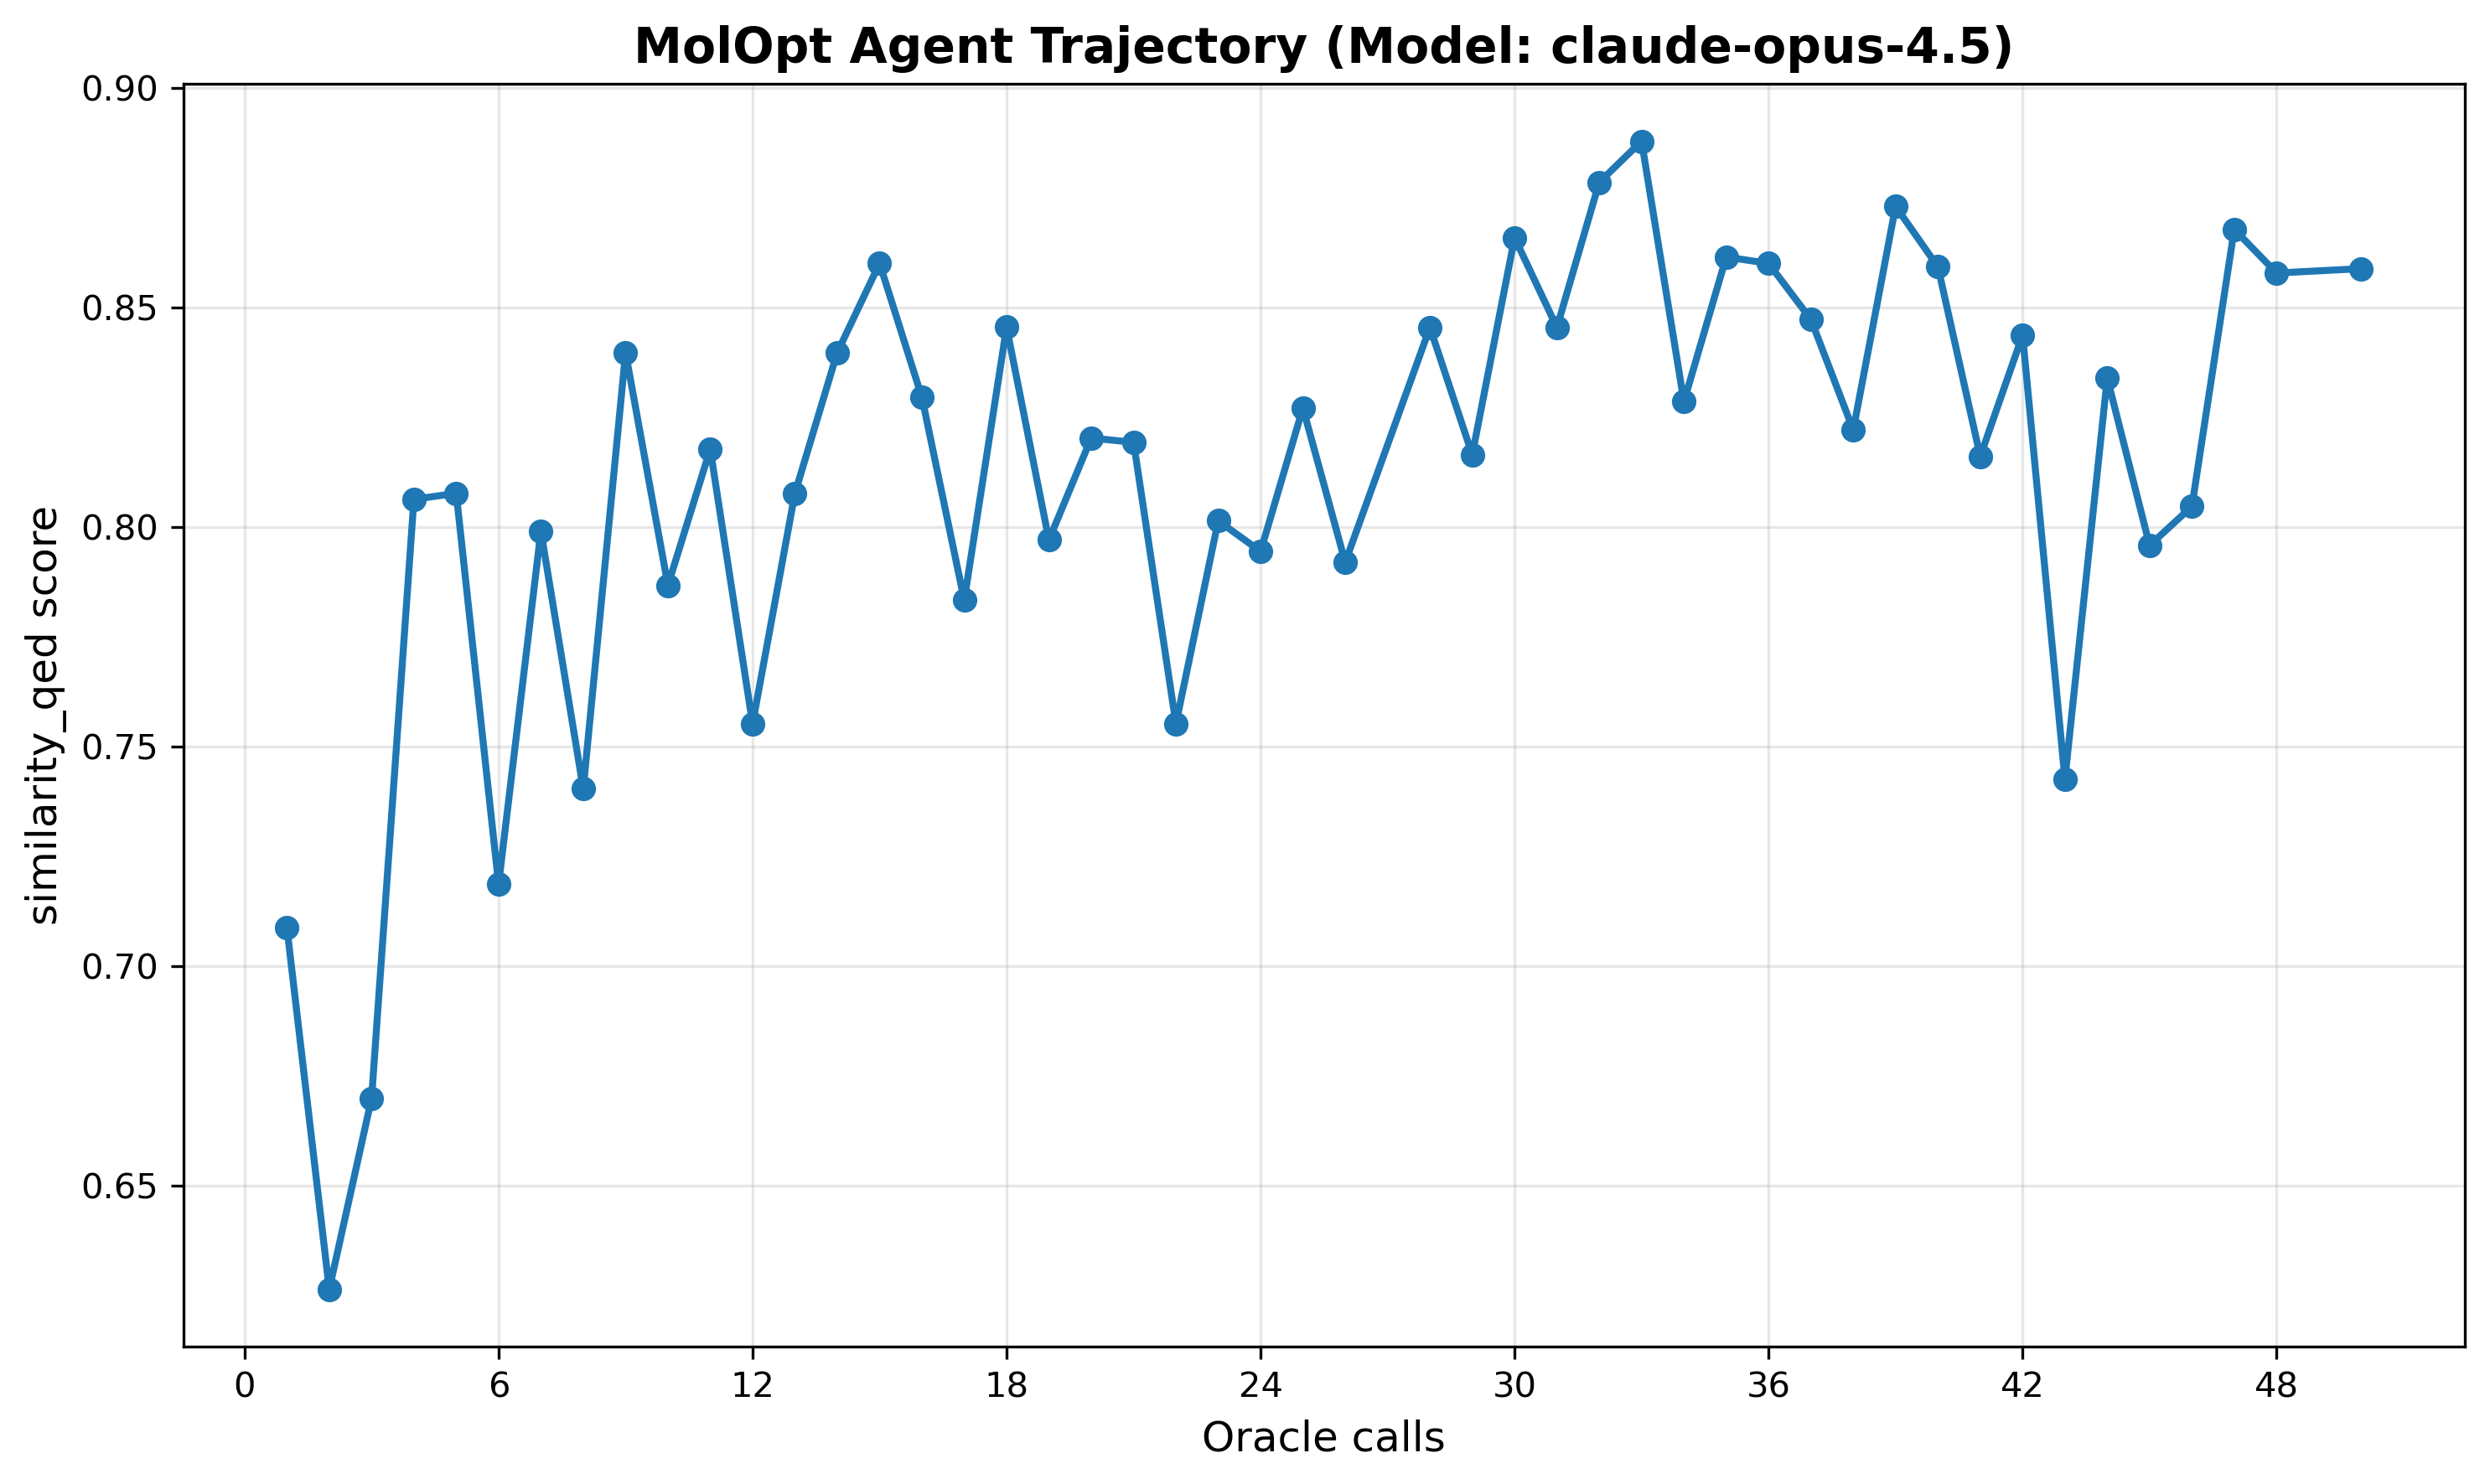 MolOpt Agent Trajectory (Model: claude-opus-4.5)
similarity_qed score
0.90
0.85
0.80
0.75
0.70
0.65
0 6 12 18 24 30 36 42 48
Oracle calls